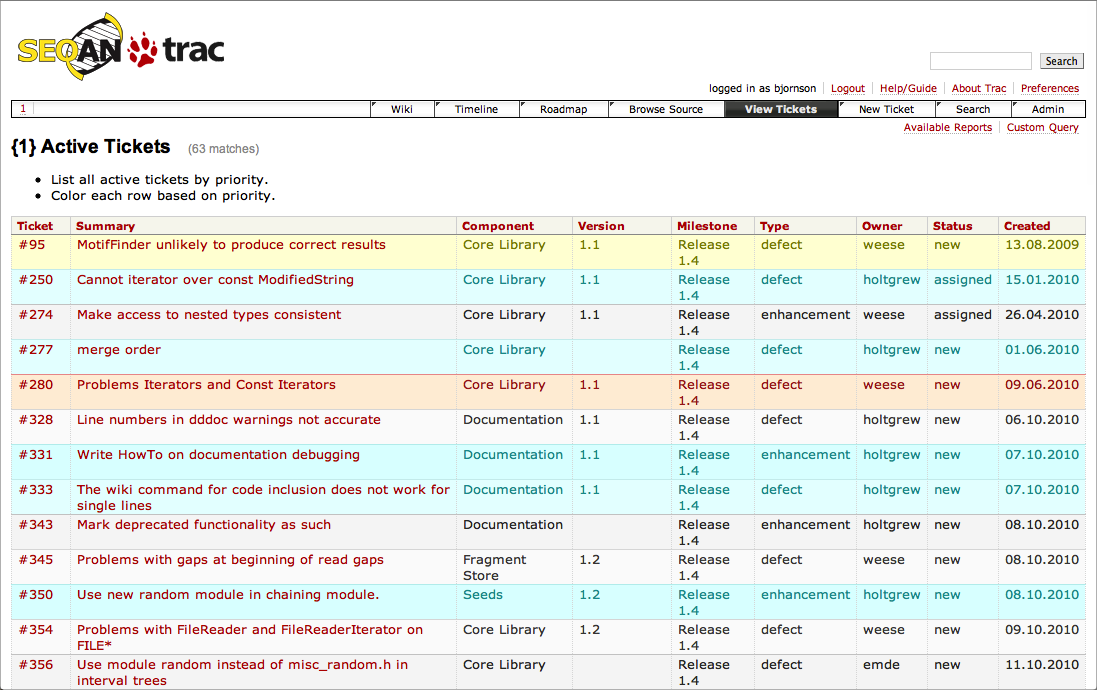 SEQAN trac
Search
logged in as bjornson Logout Help/Guide About Trac Preferences
1 Wiki Timeline Roadmap Browse Source View Tickets New Ticket Search Admin
Available Reports Custom Query
{1} Active Tickets (63 matches)
• List all active tickets by priority.
• Color each row based on priority.
Ticket Summary Component Version Milestone Type Owner Status Created
#95 MotifFinder unlikely to produce correct results Core Library 1.1 Release 1.4 defect weese new 13.08.2009
#250 Cannot iterator over const ModifiedString Core Library 1.1 Release 1.4 defect holtgrew assigned 15.01.2010
#274 Make access to nested types consistent Core Library 1.1 Release 1.4 enhancement weese assigned 26.04.2010
#277 merge order Core Library Release 1.4 defect holtgrew new 01.06.2010
#280 Problems Iterators and Const Iterators Core Library 1.1 Release 1.4 defect weese new 09.06.2010
#328 Line numbers in dddoc warnings not accurate Documentation 1.1 Release 1.4 defect holtgrew new 06.10.2010
#331 Write HowTo on documentation debugging Documentation 1.1 Release 1.4 enhancement holtgrew new 07.10.2010
#333 The wiki command for code inclusion does not work for single lines Documentation 1.1 Release 1.4 defect holtgrew new 07.10.2010
#343 Mark deprecated functionality as such Documentation Release 1.4 enhancement holtgrew new 08.10.2010
#345 Problems with gaps at beginning of read gaps Fragment Store 1.2 Release 1.4 defect weese new 08.10.2010
#350 Use new random module in chaining module. Seeds 1.2 Release 1.4 enhancement holtgrew new 08.10.2010
#354 Problems with FileReader and FileReaderIterator on FILE* Core Library 1.2 Release 1.4 defect weese new 09.10.2010
#356 Use module random instead of misc_random.h in interval trees Core Library Release 1.4 defect emde new 11.10.2010